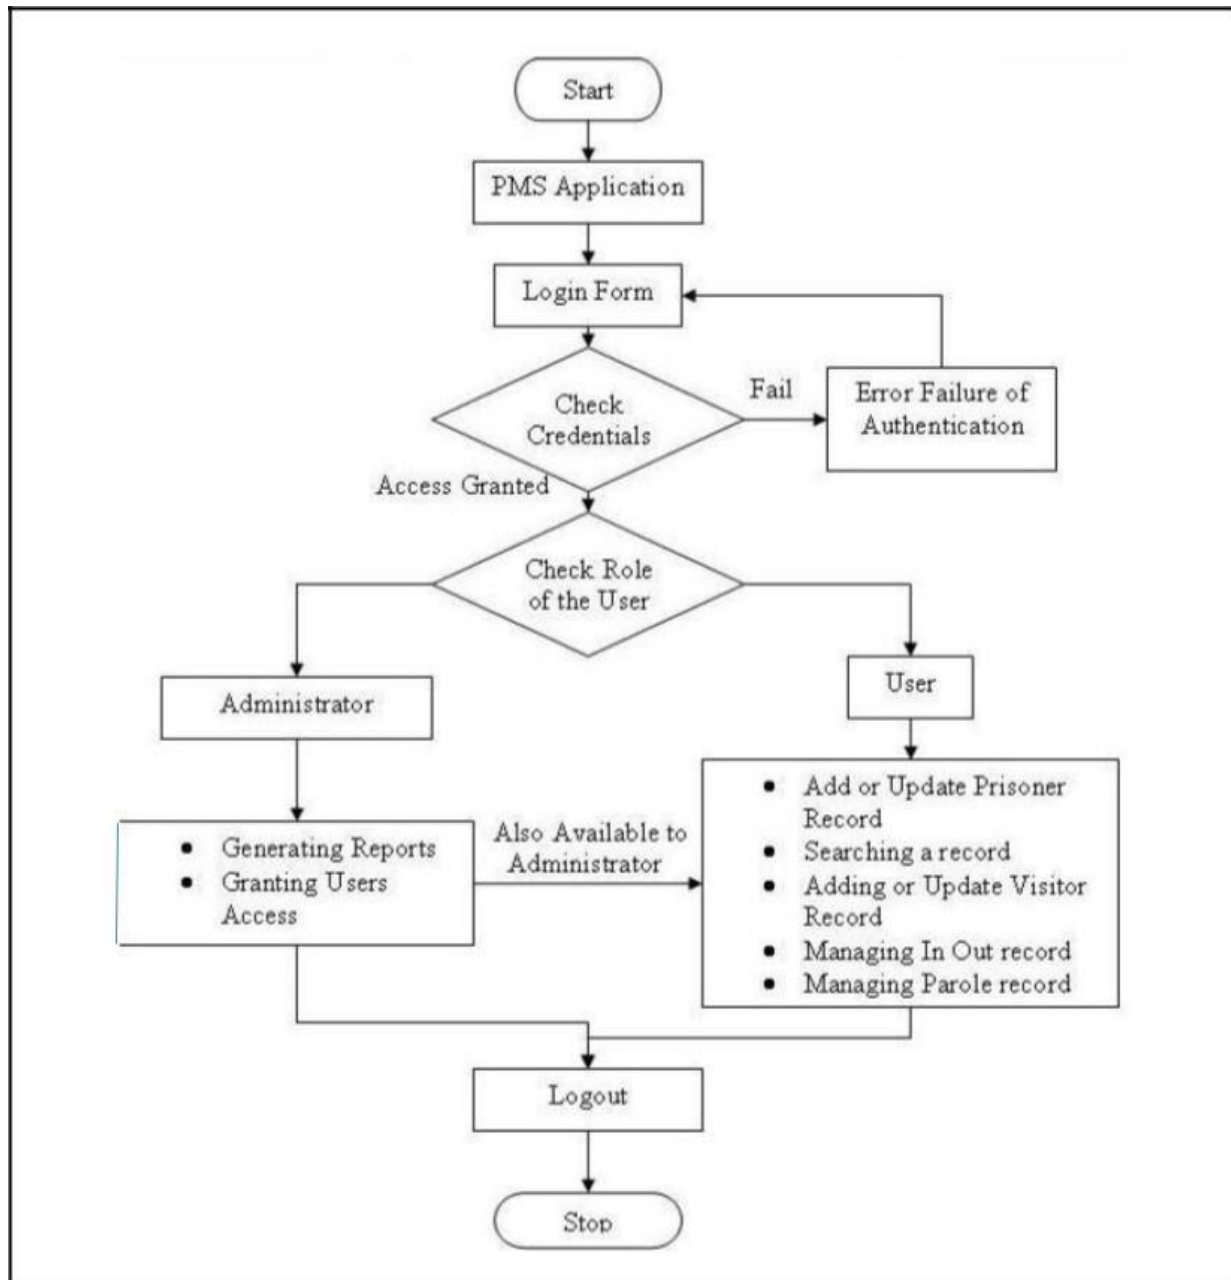 Start
PMS Application
Login Form
Check
Credentials
Fail
Error Failure of
Authentication
Access Granted
Check Role
of the User
Administrator
User
• Generating Reports
• Granting Users
Access
Also Available to
Administrator
• Add or Update Prisoner
Record
• Searching a record
• Adding or Update Visitor
Record
• Managing In Out record
• Managing Parole record
Logout
Stop